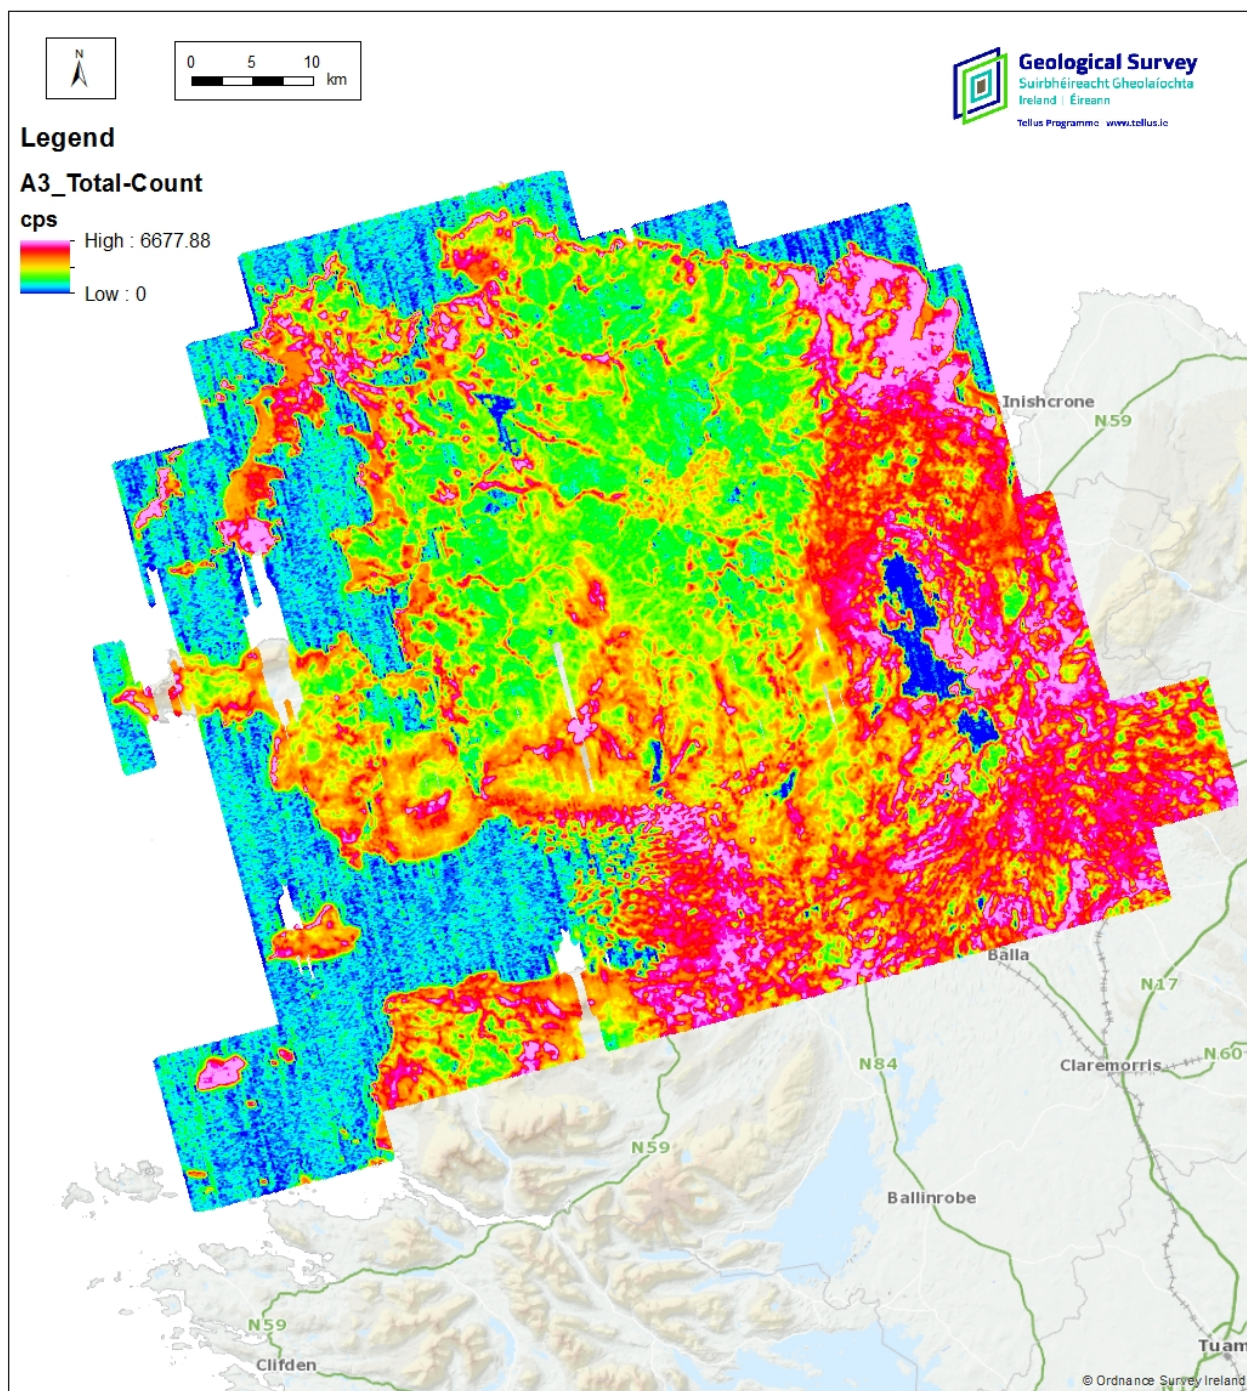 N
0 5 10
km
Geological Survey
Suirbhéireacht Gheolaíochta
Ireland | Éireann
Tellus Programme www.tellus.ie
Legend
A3_Total-Count
cps
High : 6677.88
Low : 0
Inishcrone
N59
Balla
N17
Claremorris
N60
N84
N59
Ballinrobe
N59
Clifden
Tuam
© Ordnance Survey Ireland